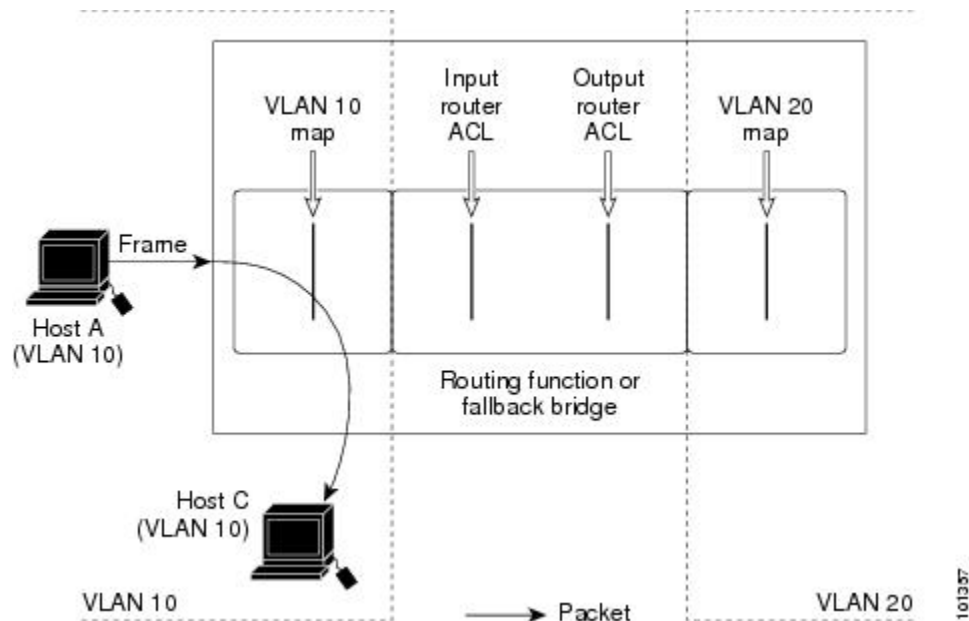 VLAN 10
map
Input
router
ACL
Output
router
ACL
VLAN 20
map
Frame
Host A
(VLAN 10)
Routing function or
fallback bridge
Host C
(VLAN 10)
VLAN 10
Packet
VLAN 20
101357